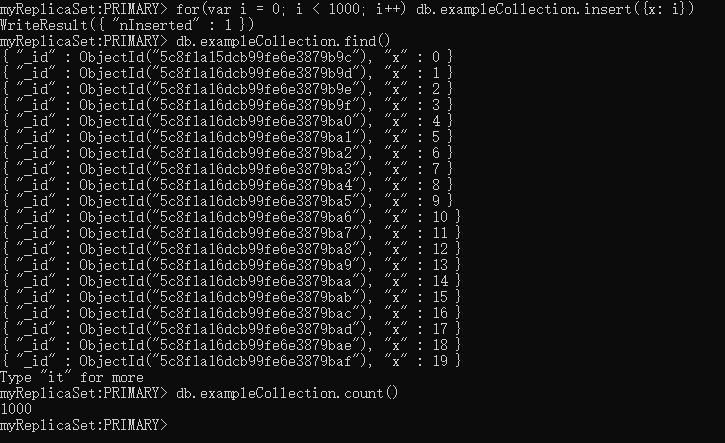 myReplicaSet:PRIMARY> for(var i = 0; i < 1000; i++) db.exampleCollection.insert({x: i})
WriteResult({ "nInserted" : 1 })
myReplicaSet:PRIMARY> db.exampleCollection.find()
{ "_id" : ObjectId("5c8f1a15dcb99fe6e3879b9c"), "x" : 0 }
{ "_id" : ObjectId("5c8f1a16dcb99fe6e3879b9d"), "x" : 1 }
{ "_id" : ObjectId("5c8f1a16dcb99fe6e3879b9e"), "x" : 2 }
{ "_id" : ObjectId("5c8f1a16dcb99fe6e3879b9f"), "x" : 3 }
{ "_id" : ObjectId("5c8f1a16dcb99fe6e3879ba0"), "x" : 4 }
{ "_id" : ObjectId("5c8f1a16dcb99fe6e3879ba1"), "x" : 5 }
{ "_id" : ObjectId("5c8f1a16dcb99fe6e3879ba2"), "x" : 6 }
{ "_id" : ObjectId("5c8f1a16dcb99fe6e3879ba3"), "x" : 7 }
{ "_id" : ObjectId("5c8f1a16dcb99fe6e3879ba4"), "x" : 8 }
{ "_id" : ObjectId("5c8f1a16dcb99fe6e3879ba5"), "x" : 9 }
{ "_id" : ObjectId("5c8f1a16dcb99fe6e3879ba6"), "x" : 10 }
{ "_id" : ObjectId("5c8f1a16dcb99fe6e3879ba7"), "x" : 11 }
{ "_id" : ObjectId("5c8f1a16dcb99fe6e3879ba8"), "x" : 12 }
{ "_id" : ObjectId("5c8f1a16dcb99fe6e3879ba9"), "x" : 13 }
{ "_id" : ObjectId("5c8f1a16dcb99fe6e3879baa"), "x" : 14 }
{ "_id" : ObjectId("5c8f1a16dcb99fe6e3879bab"), "x" : 15 }
{ "_id" : ObjectId("5c8f1a16dcb99fe6e3879bac"), "x" : 16 }
{ "_id" : ObjectId("5c8f1a16dcb99fe6e3879bad"), "x" : 17 }
{ "_id" : ObjectId("5c8f1a16dcb99fe6e3879bae"), "x" : 18 }
{ "_id" : ObjectId("5c8f1a16dcb99fe6e3879baf"), "x" : 19 }
Type "it" for more
myReplicaSet:PRIMARY> db.exampleCollection.count()
1000
myReplicaSet:PRIMARY>